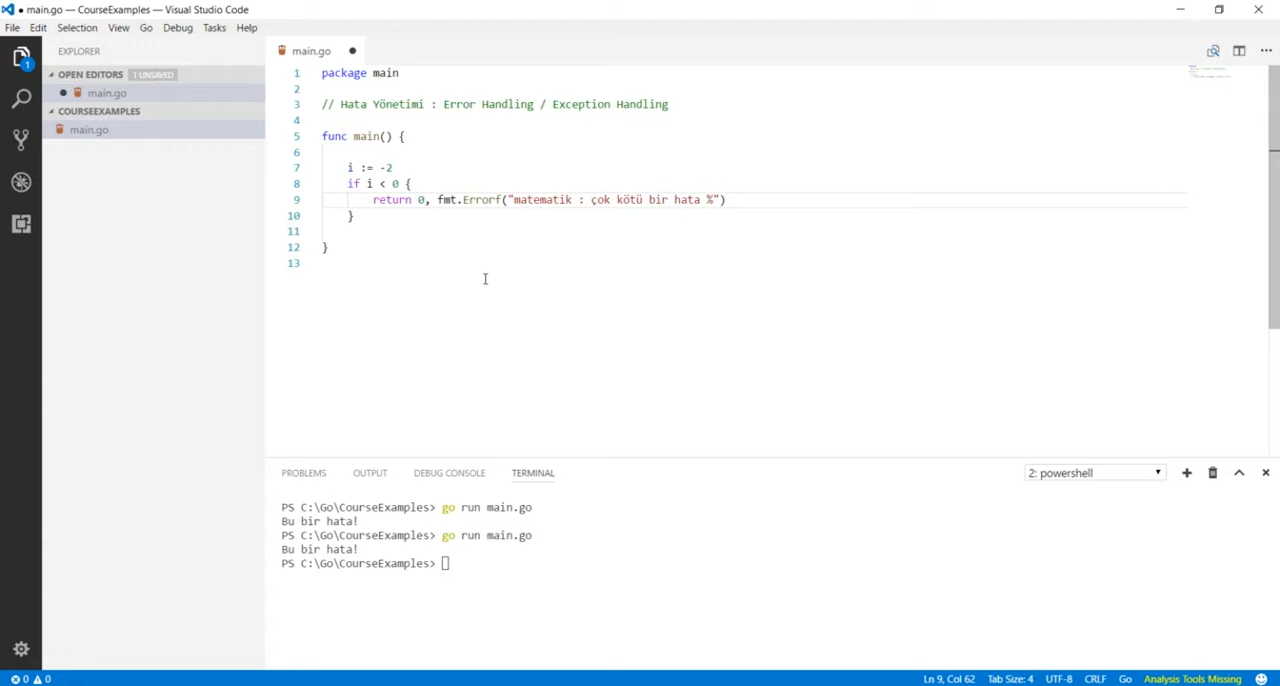 ● main.go — CourseExamples — Visual Studio Code
File Edit Selection View Go Debug Tasks Help
EXPLORER
OPEN EDITORS 1 UNSAVED
● main.go
COURSEEXAMPLES
main.go
1
main.go ●
1 package main
2
3 // Hata Yönetimi : Error Handling / Exception Handling
4
5 func main() {
6
7 i := -2
8 if i < 0 {
9 return 0, fmt.Errorf("matematik : çok kötü bir hata %")
10 }
11
12 }
13
PROBLEMS OUTPUT DEBUG CONSOLE TERMINAL 2: powershell
PS C:\Go\CourseExamples> go run main.go
Bu bir hata!
PS C:\Go\CourseExamples> go run main.go
Bu bir hata!
PS C:\Go\CourseExamples>
0 0 Ln 9, Col 62 Tab Size: 4 UTF-8 CRLF Go Analysis Tools Missing